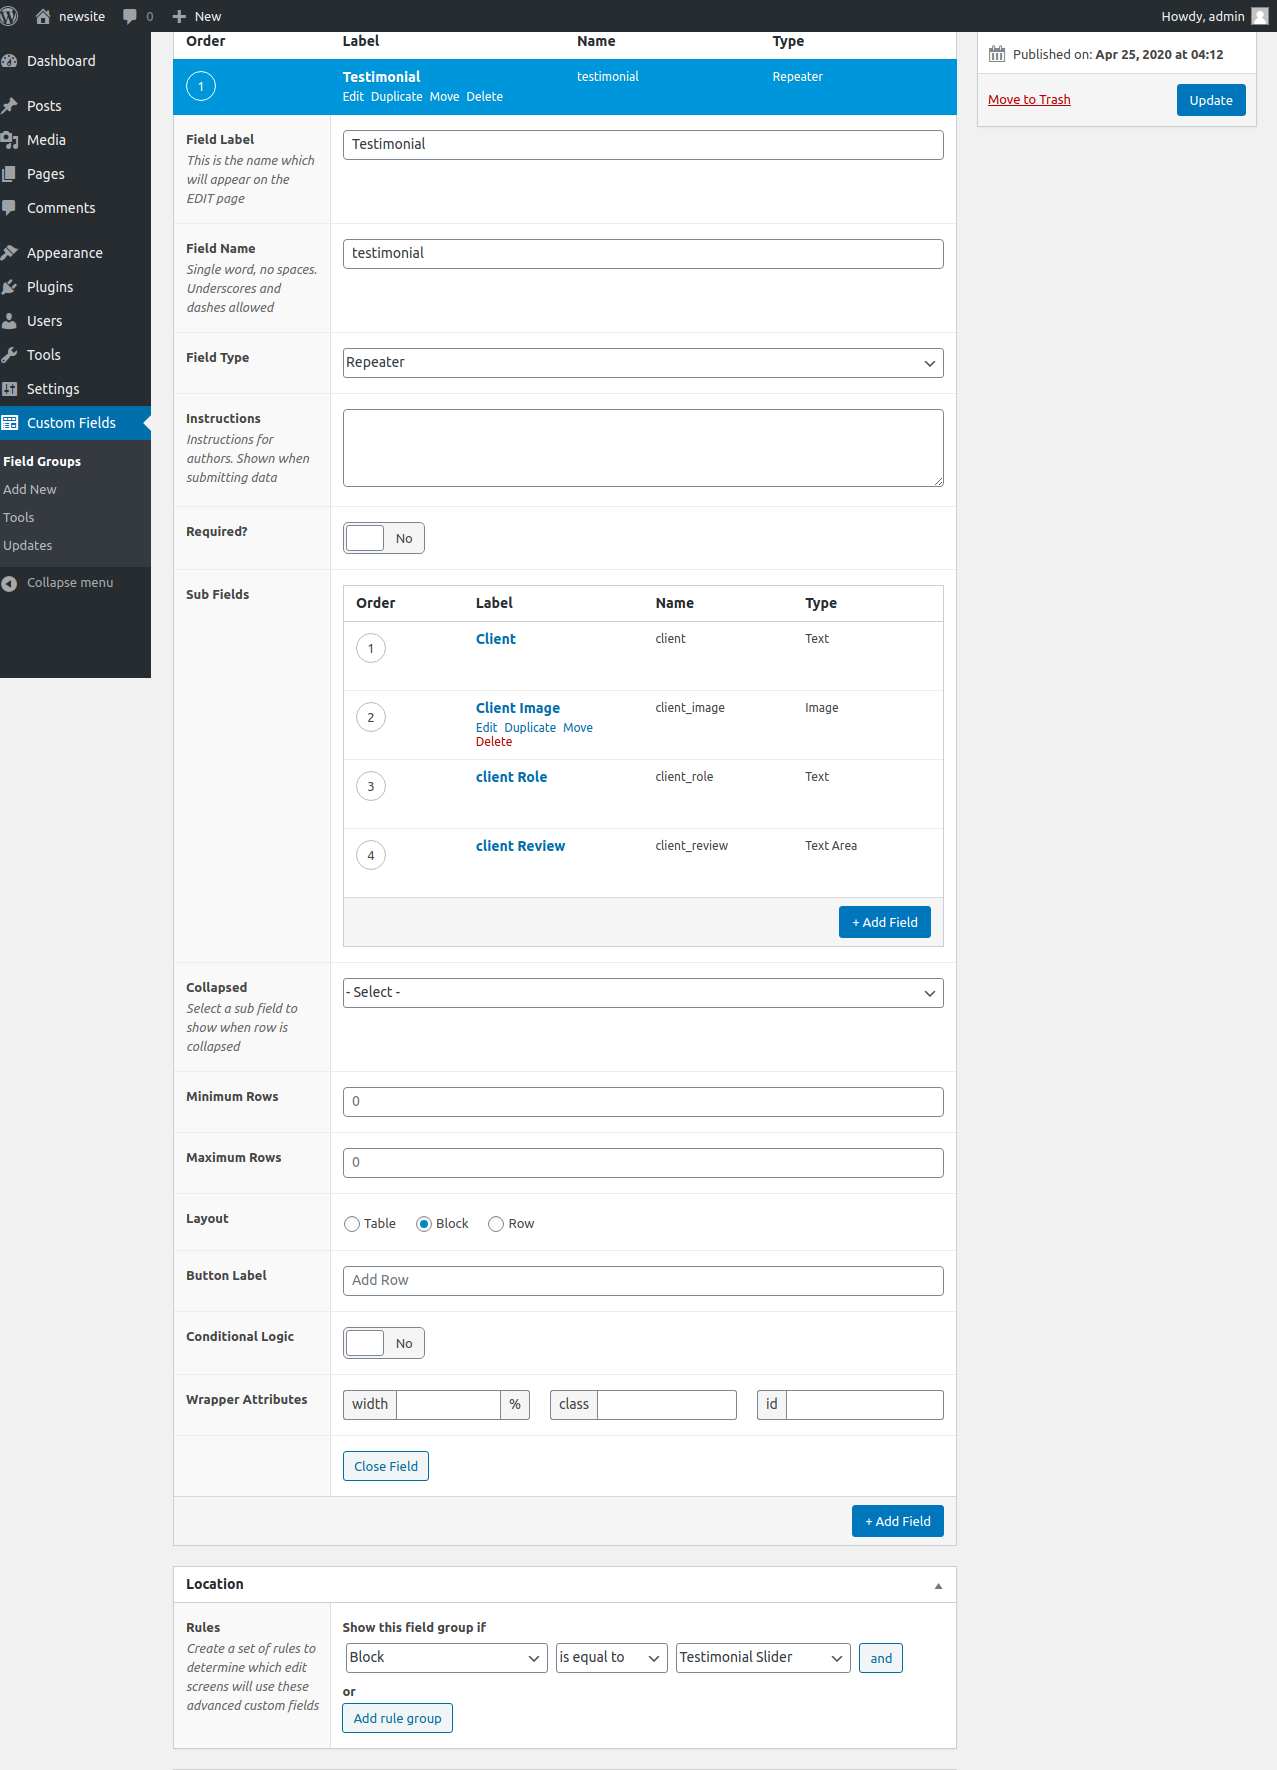 newsite 0 New Howdy, admin
Dashboard
Posts
Media
Pages
Comments
Appearance
Plugins
Users
Tools
Settings
Custom Fields
Field Groups
Add New
Tools
Updates
Collapse menu
Order Label Name Type
1 Testimonial testimonial Repeater
Edit Duplicate Move Delete
Field Label
This is the name which
will appear on the
EDIT page
Testimonial
Field Name
Single word, no spaces.
Underscores and
dashes allowed
testimonial
Field Type
Repeater
Instructions
Instructions for
authors. Shown when
submitting data
Required?
No
Sub Fields
Order Label Name Type
1 Client client Text
2 Client Image client_image Image
Edit Duplicate Move
Delete
3 client Role client_role Text
4 client Review client_review Text Area
+ Add Field
Collapsed
Select a sub field to
show when row is
collapsed
- Select -
Minimum Rows
0
Maximum Rows
0
Layout
Table Block Row
Button Label
Add Row
Conditional Logic
No
Wrapper Attributes
width % class id
Close Field
+ Add Field
Location
Rules
Create a set of rules to
determine which edit
screens will use these
advanced custom fields
Show this field group if
Block is equal to Testimonial Slider and
or
Add rule group
Published on: Apr 25, 2020 at 04:12
Move to Trash Update